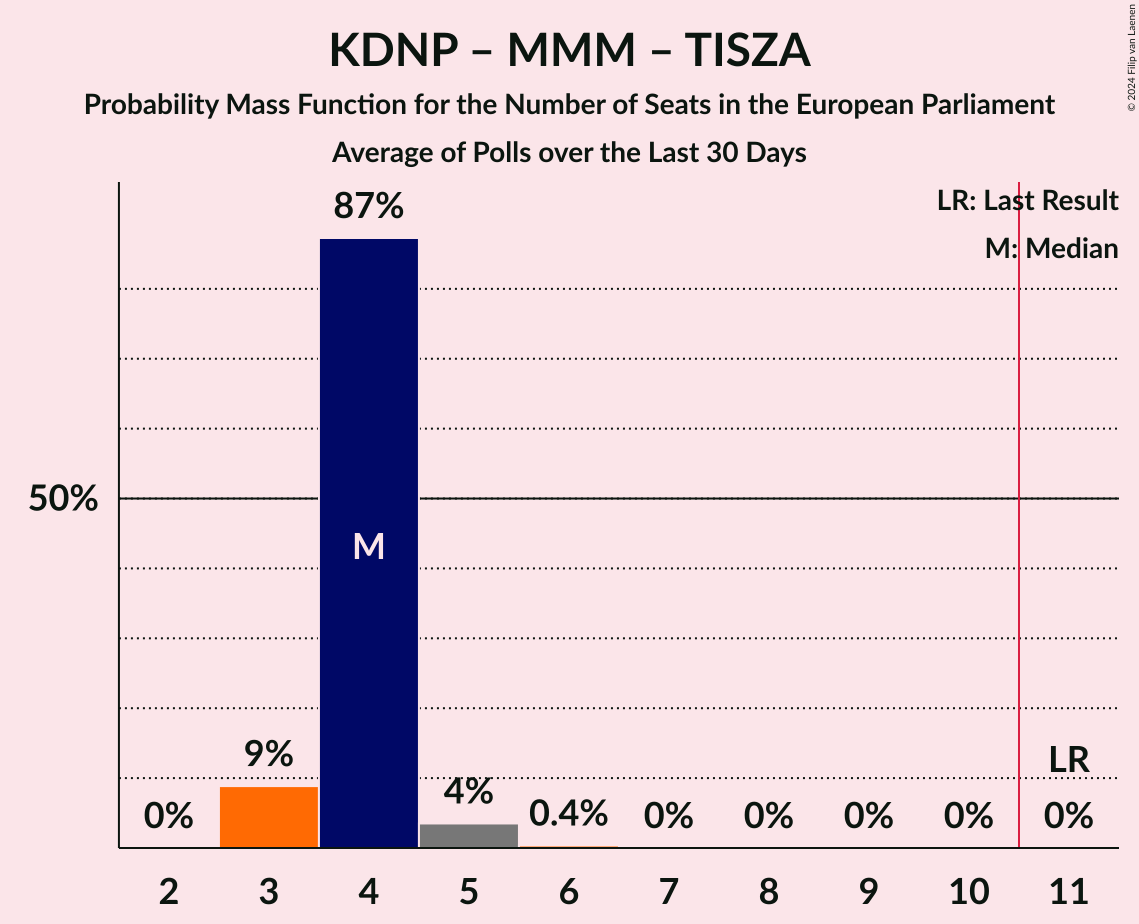 KDNP – MMM – TISZA
Probability Mass Function for the Number of Seats in the European Parliament
Average of Polls over the Last 30 Days
© 2024 Filip van Laenen
LR: Last Result
M: Median
87%
50%
M
9%
4%
LR
0%
0.4%
0%
0%
0%
0%
0%
2 3 4 5 6 7 8 9 10 11